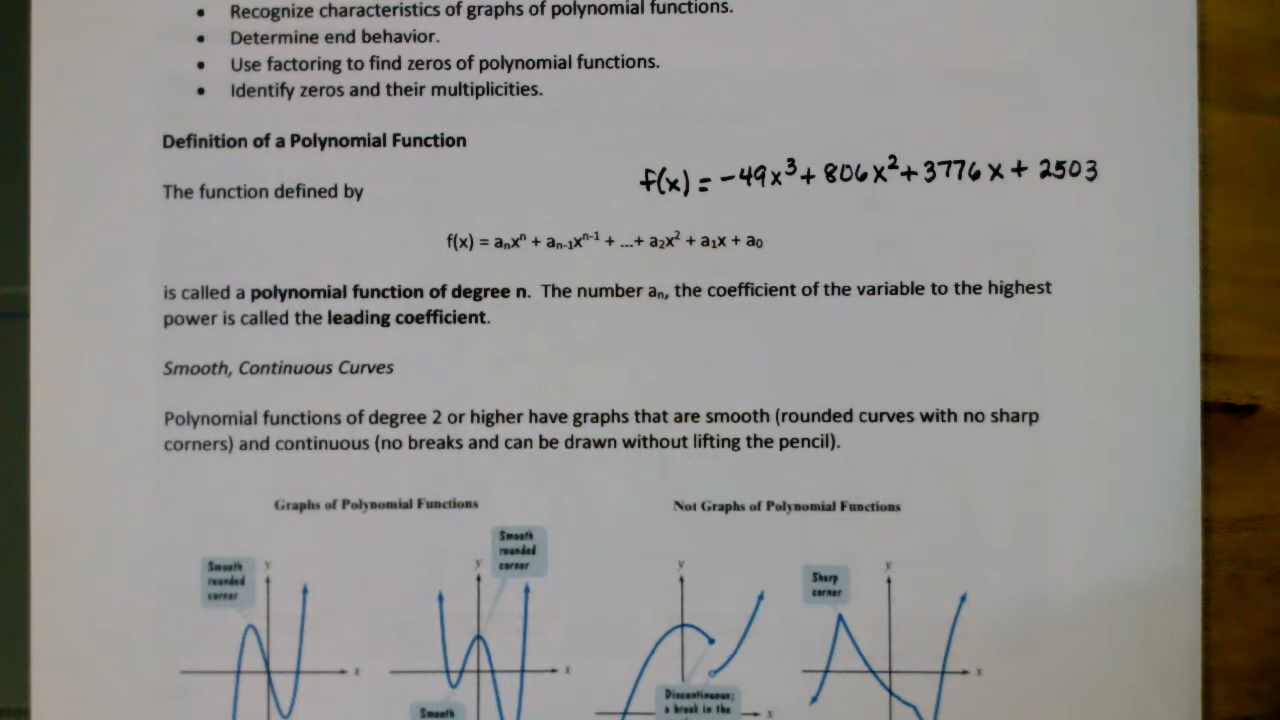 • Recognize characteristics of graphs of polynomial functions.
• Determine end behavior.
• Use factoring to find zeros of polynomial functions.
• Identify zeros and their multiplicities.
Definition of a Polynomial Function
f(x) = -49x³ + 806x² + 3776x + 2503
The function defined by
f(x) = aₙxⁿ + aₙ₋₁xⁿ⁻¹ + ...+ a₂x² + a₁x + a₀
is called a polynomial function of degree n. The number aₙ, the coefficient of the variable to the highest
power is called the leading coefficient.
Smooth, Continuous Curves
Polynomial functions of degree 2 or higher have graphs that are smooth (rounded curves with no sharp
corners) and continuous (no breaks and can be drawn without lifting the pencil).
Graphs of Polynomial Functions
Not Graphs of Polynomial Functions
Smooth
rounded
corner
y
x
Smooth
rounded
corner
y
x
Smooth
y
Discontinuous;
a break in the
x
Sharp
corner
y
x